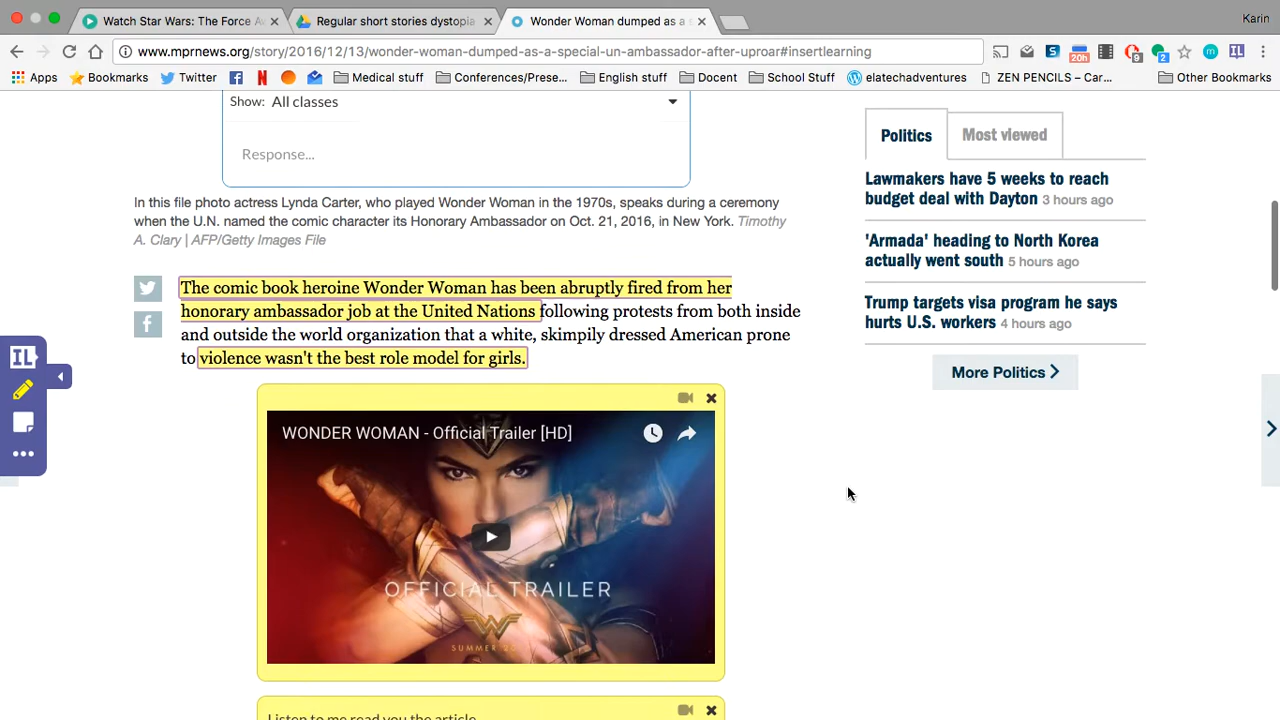 Watch Star Wars: The Force A
Regular short stories dystopia
Wonder Woman dumped as a s
Karin
www.mprnews.org/story/2016/12/13/wonder-woman-dumped-as-a-special-un-ambassador-after-uproar#insertlearning
20h
9
2
m
IL
Apps
Bookmarks
Twitter
Medical stuff
Conferences/Prese...
English stuff
Docent
School Stuff
elatechadventures
ZEN PENCILS – Car...
Other Bookmarks
Show: All classes
Response...
In this file photo actress Lynda Carter, who played Wonder Woman in the 1970s, speaks during a ceremony
when the U.N. named the comic character its Honorary Ambassador on Oct. 21, 2016, in New York. Timothy
A. Clary | AFP/Getty Images File
The comic book heroine Wonder Woman has been abruptly fired from her
honorary ambassador job at the United Nations following protests from both inside
and outside the world organization that a white, skimpily dressed American prone
to violence wasn't the best role model for girls.
IL
WONDER WOMAN - Official Trailer [HD]
OFFICIAL TRAILER
SUMMER 20
Listen to me read you the article
Politics
Most viewed
Lawmakers have 5 weeks to reach
budget deal with Dayton 3 hours ago
'Armada' heading to North Korea
actually went south 5 hours ago
Trump targets visa program he says
hurts U.S. workers 4 hours ago
More Politics